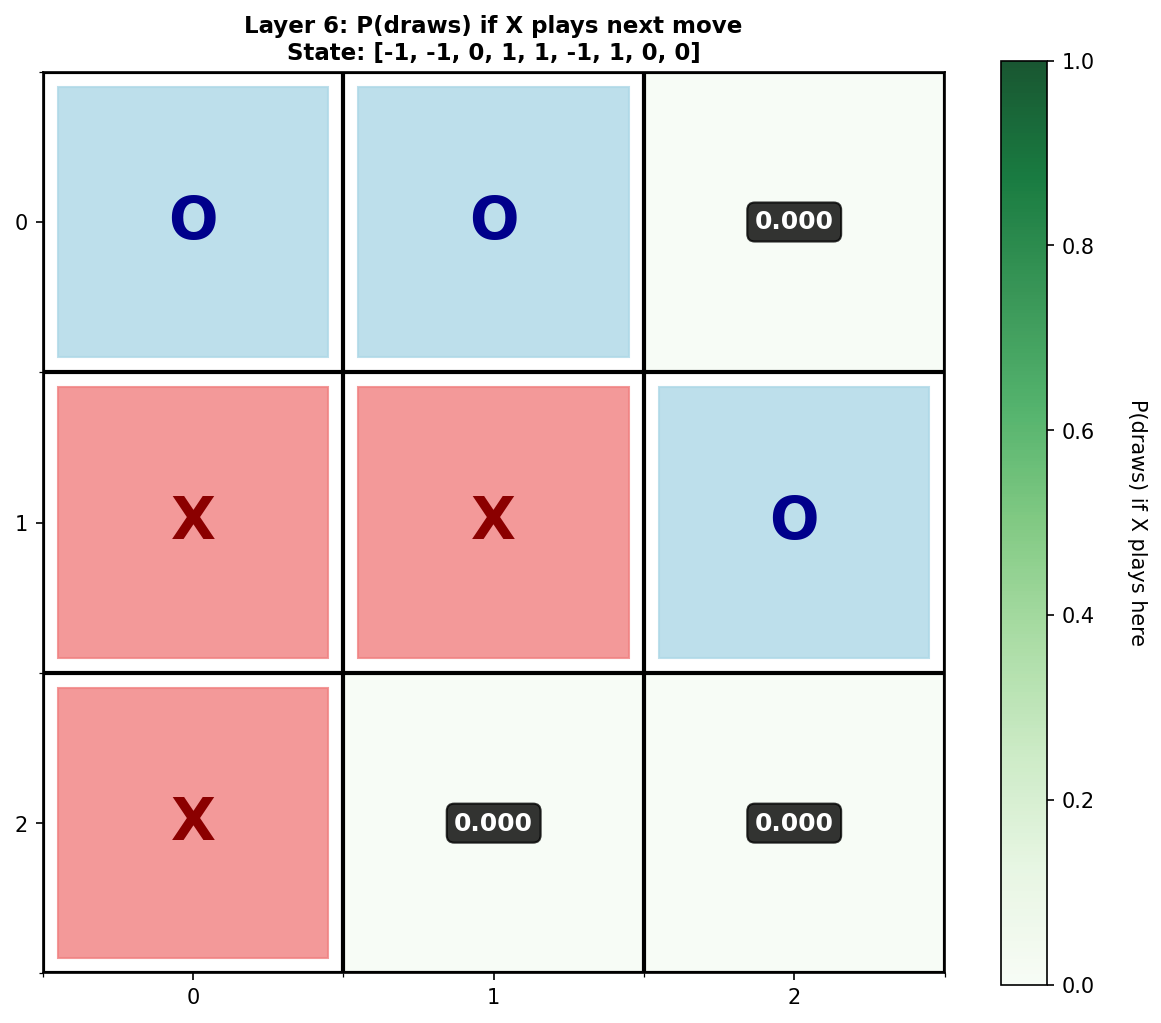 Layer 6: P(draws) if X plays next move
State: [-1, -1, 0, 1, 1, -1, 1, 0, 0]
1.0
0.8
0.6
0.4
0.2
0.0
P(draws) if X plays here
0
O
O
0.000
1
X
X
O
2
X
0.000
0.000
0
1
2